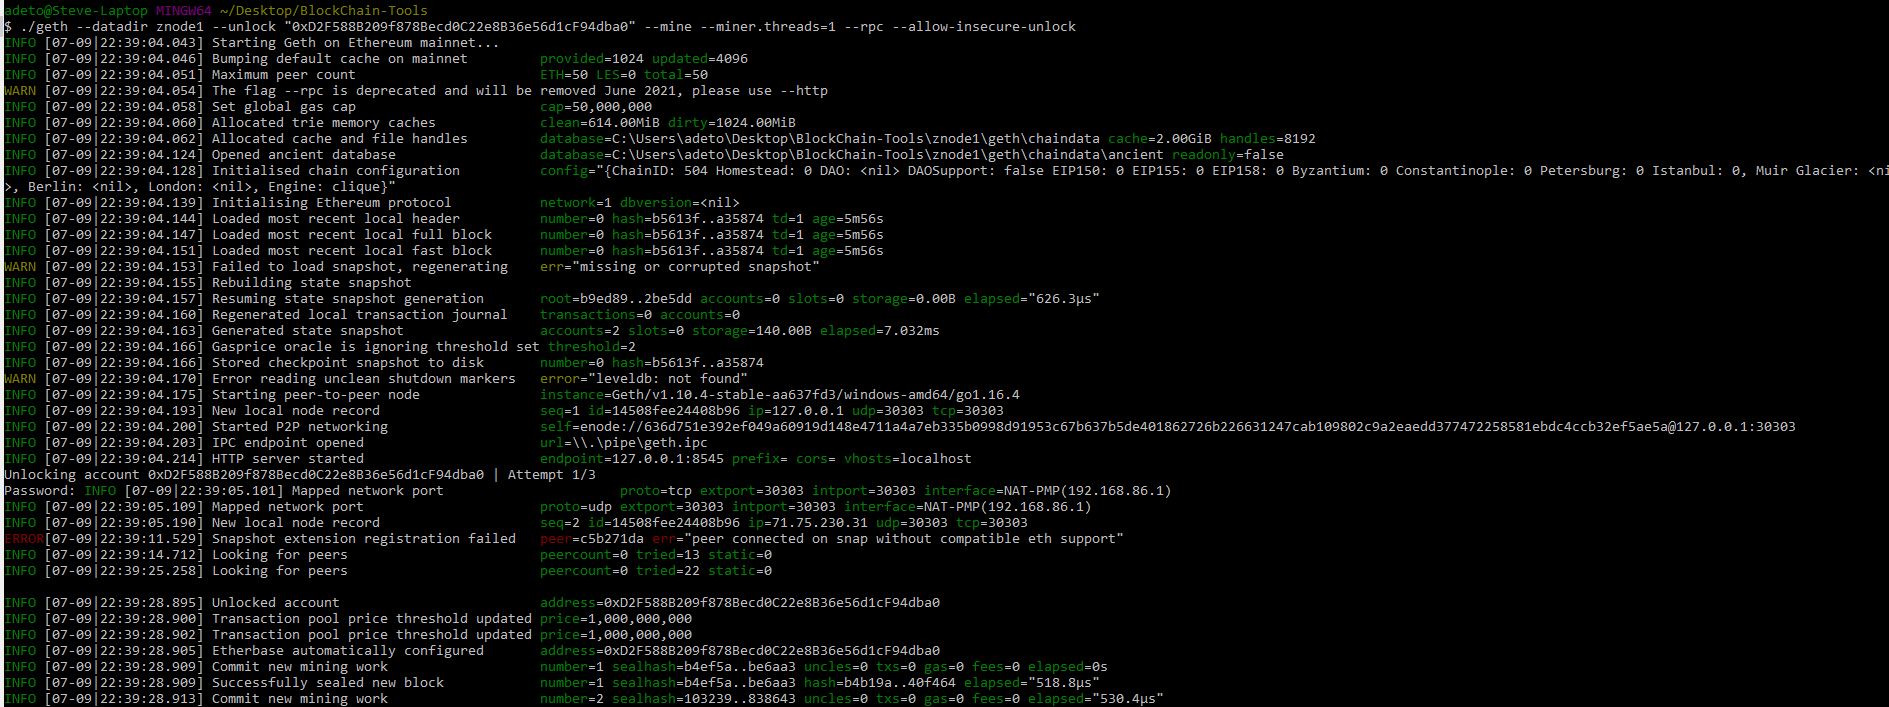 adeto@Steve-Laptop MINGW64 ~/Desktop/BlockChain-Tools
$ ./geth --datadir znode1 --unlock "0xD2F588B209f878Becd0C22e8B36e56d1cF94dba0" --mine --miner.threads=1 --rpc --allow-insecure-unlock
INFO [07-09|22:39:04.043] Starting Geth on Ethereum mainnet...
INFO [07-09|22:39:04.046] Bumping default cache on mainnet         provided=1024 updated=4096
INFO [07-09|22:39:04.051] Maximum peer count                       ETH=50 LES=0 total=50
WARN [07-09|22:39:04.054] The flag --rpc is deprecated and will be removed June 2021, please use --http
INFO [07-09|22:39:04.058] Set global gas cap                       cap=50,000,000
INFO [07-09|22:39:04.060] Allocated trie memory caches             clean=614.00MiB dirty=1024.00MiB
INFO [07-09|22:39:04.062] Allocated cache and file handles         database=C:\Users\adeto\Desktop\BlockChain-Tools\znode1\geth\chaindata cache=2.00GiB handles=8192
INFO [07-09|22:39:04.124] Opened ancient database                  database=C:\Users\adeto\Desktop\BlockChain-Tools\znode1\geth\chaindata\ancient readonly=false
INFO [07-09|22:39:04.128] Initialised chain configuration          config="{ChainID: 504 Homestead: 0 DAO: <nil> DAOSupport: false EIP150: 0 EIP155: 0 EIP158: 0 Byzantium: 0 Constantinople: 0 Petersburg: 0 Istanbul: 0, Muir Glacier: <ni
>, Berlin: <nil>, London: <nil>, Engine: clique}"
INFO [07-09|22:39:04.139] Initialising Ethereum protocol           network=1 dbversion=<nil>
INFO [07-09|22:39:04.144] Loaded most recent local header          number=0 hash=b5613f..a35874 td=1 age=5m56s
INFO [07-09|22:39:04.147] Loaded most recent local full block      number=0 hash=b5613f..a35874 td=1 age=5m56s
INFO [07-09|22:39:04.151] Loaded most recent local fast block      number=0 hash=b5613f..a35874 td=1 age=5m56s
WARN [07-09|22:39:04.153] Failed to load snapshot, regenerating    err="missing or corrupted snapshot"
INFO [07-09|22:39:04.155] Rebuilding state snapshot
INFO [07-09|22:39:04.157] Resuming state snapshot generation       root=b9ed89..2be5dd accounts=0 slots=0 storage=0.00B elapsed="626.3µs"
INFO [07-09|22:39:04.160] Regenerated local transaction journal    transactions=0 accounts=0
INFO [07-09|22:39:04.163] Generated state snapshot                 accounts=2 slots=0 storage=140.00B elapsed=7.032ms
INFO [07-09|22:39:04.166] Gasprice oracle is ignoring threshold set threshold=2
INFO [07-09|22:39:04.166] Stored checkpoint snapshot to disk       number=0 hash=b5613f..a35874
WARN [07-09|22:39:04.170] Error reading unclean shutdown markers   error="leveldb: not found"
INFO [07-09|22:39:04.175] Starting peer-to-peer node               instance=Geth/v1.10.4-stable-aa637fd3/windows-amd64/go1.16.4
INFO [07-09|22:39:04.193] New local node record                    seq=1 id=14508fee24408b96 ip=127.0.0.1 udp=30303 tcp=30303
INFO [07-09|22:39:04.200] Started P2P networking                   self=enode://636d751e392ef049a60919d148e4711a4a7eb335b0998d91953c67b637b5de401862726b226631247cab109802c9a2eaedd377472258581ebdc4ccb32ef5ae5a@127.0.0.1:30303
INFO [07-09|22:39:04.203] IPC endpoint opened                      url=\\.\pipe\geth.ipc
INFO [07-09|22:39:04.214] HTTP server started                      endpoint=127.0.0.1:8545 prefix= cors= vhosts=localhost
Unlocking account 0xD2F588B209f878Becd0C22e8B36e56d1cF94dba0 | Attempt 1/3
Password: INFO [07-09|22:39:05.101] Mapped network port                      proto=tcp extport=30303 intport=30303 interface=NAT-PMP(192.168.86.1)
INFO [07-09|22:39:05.109] Mapped network port                      proto=udp extport=30303 intport=30303 interface=NAT-PMP(192.168.86.1)
INFO [07-09|22:39:05.190] New local node record                    seq=2 id=14508fee24408b96 ip=71.75.230.31 udp=30303 tcp=30303
ERROR[07-09|22:39:11.529] Snapshot extension registration failed   peer=c5b271da err="peer connected on snap without compatible eth support"
INFO [07-09|22:39:14.712] Looking for peers                        peercount=0 tried=13 static=0
INFO [07-09|22:39:25.258] Looking for peers                        peercount=0 tried=22 static=0
INFO [07-09|22:39:28.895] Unlocked account                         address=0xD2F588B209f878Becd0C22e8B36e56d1cF94dba0
INFO [07-09|22:39:28.900] Transaction pool price threshold updated price=1,000,000,000
INFO [07-09|22:39:28.902] Transaction pool price threshold updated price=1,000,000,000
INFO [07-09|22:39:28.905] Etherbase automatically configured       address=0xD2F588B209f878Becd0C22e8B36e56d1cF94dba0
INFO [07-09|22:39:28.909] Commit new mining work                   number=1 sealhash=b4ef5a..be6aa3 uncles=0 txs=0 gas=0 fees=0 elapsed=0s
INFO [07-09|22:39:28.909] Successfully sealed new block            number=1 sealhash=b4ef5a..be6aa3 hash=b4b19a..40f464 elapsed="518.8µs"
INFO [07-09|22:39:28.913] Commit new mining work                   number=2 sealhash=103239..838643 uncles=0 txs=0 gas=0 fees=0 elapsed="530.4µs"